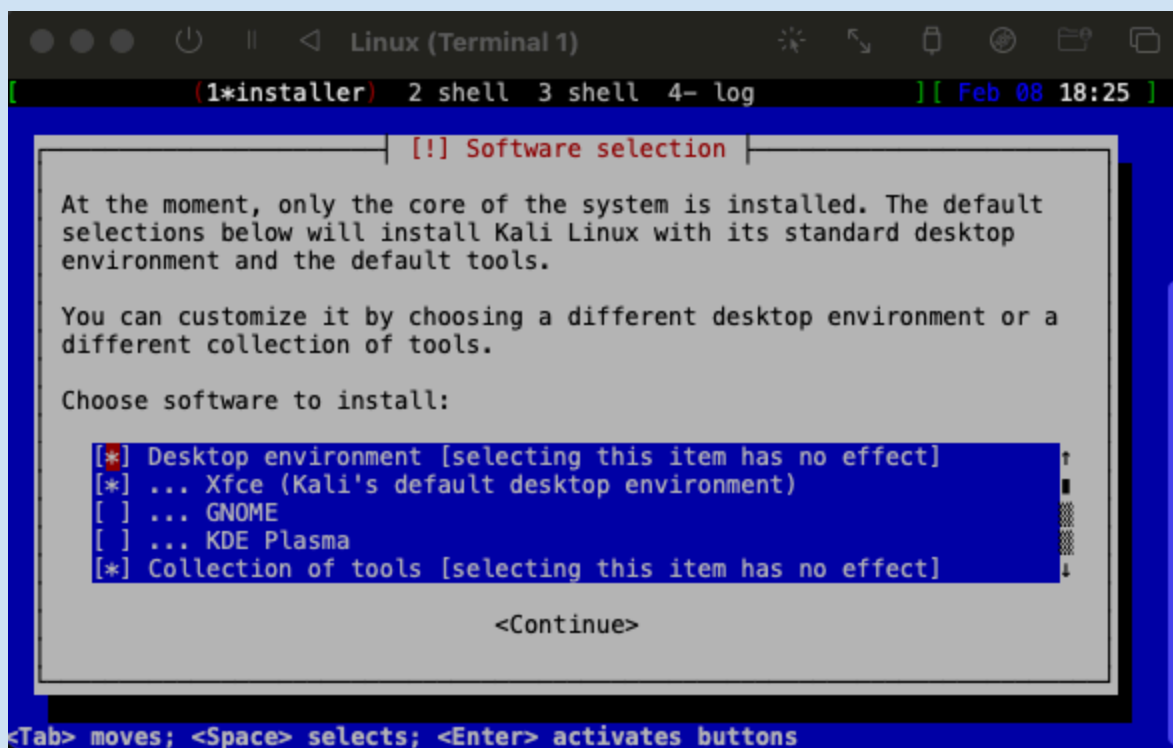 Linux (Terminal 1)
[ (1*installer) 2 shell 3 shell 4- log ][ Feb 08 18:25 ]
[!] Software selection
At the moment, only the core of the system is installed. The default
selections below will install Kali Linux with its standard desktop
environment and the default tools.
You can customize it by choosing a different desktop environment or a
different collection of tools.
Choose software to install:
[*] Desktop environment [selecting this item has no effect]
[*] ... Xfce (Kali's default desktop environment)
[ ] ... GNOME
[ ] ... KDE Plasma
[*] Collection of tools [selecting this item has no effect]
<Continue>
<Tab> moves; <Space> selects; <Enter> activates buttons